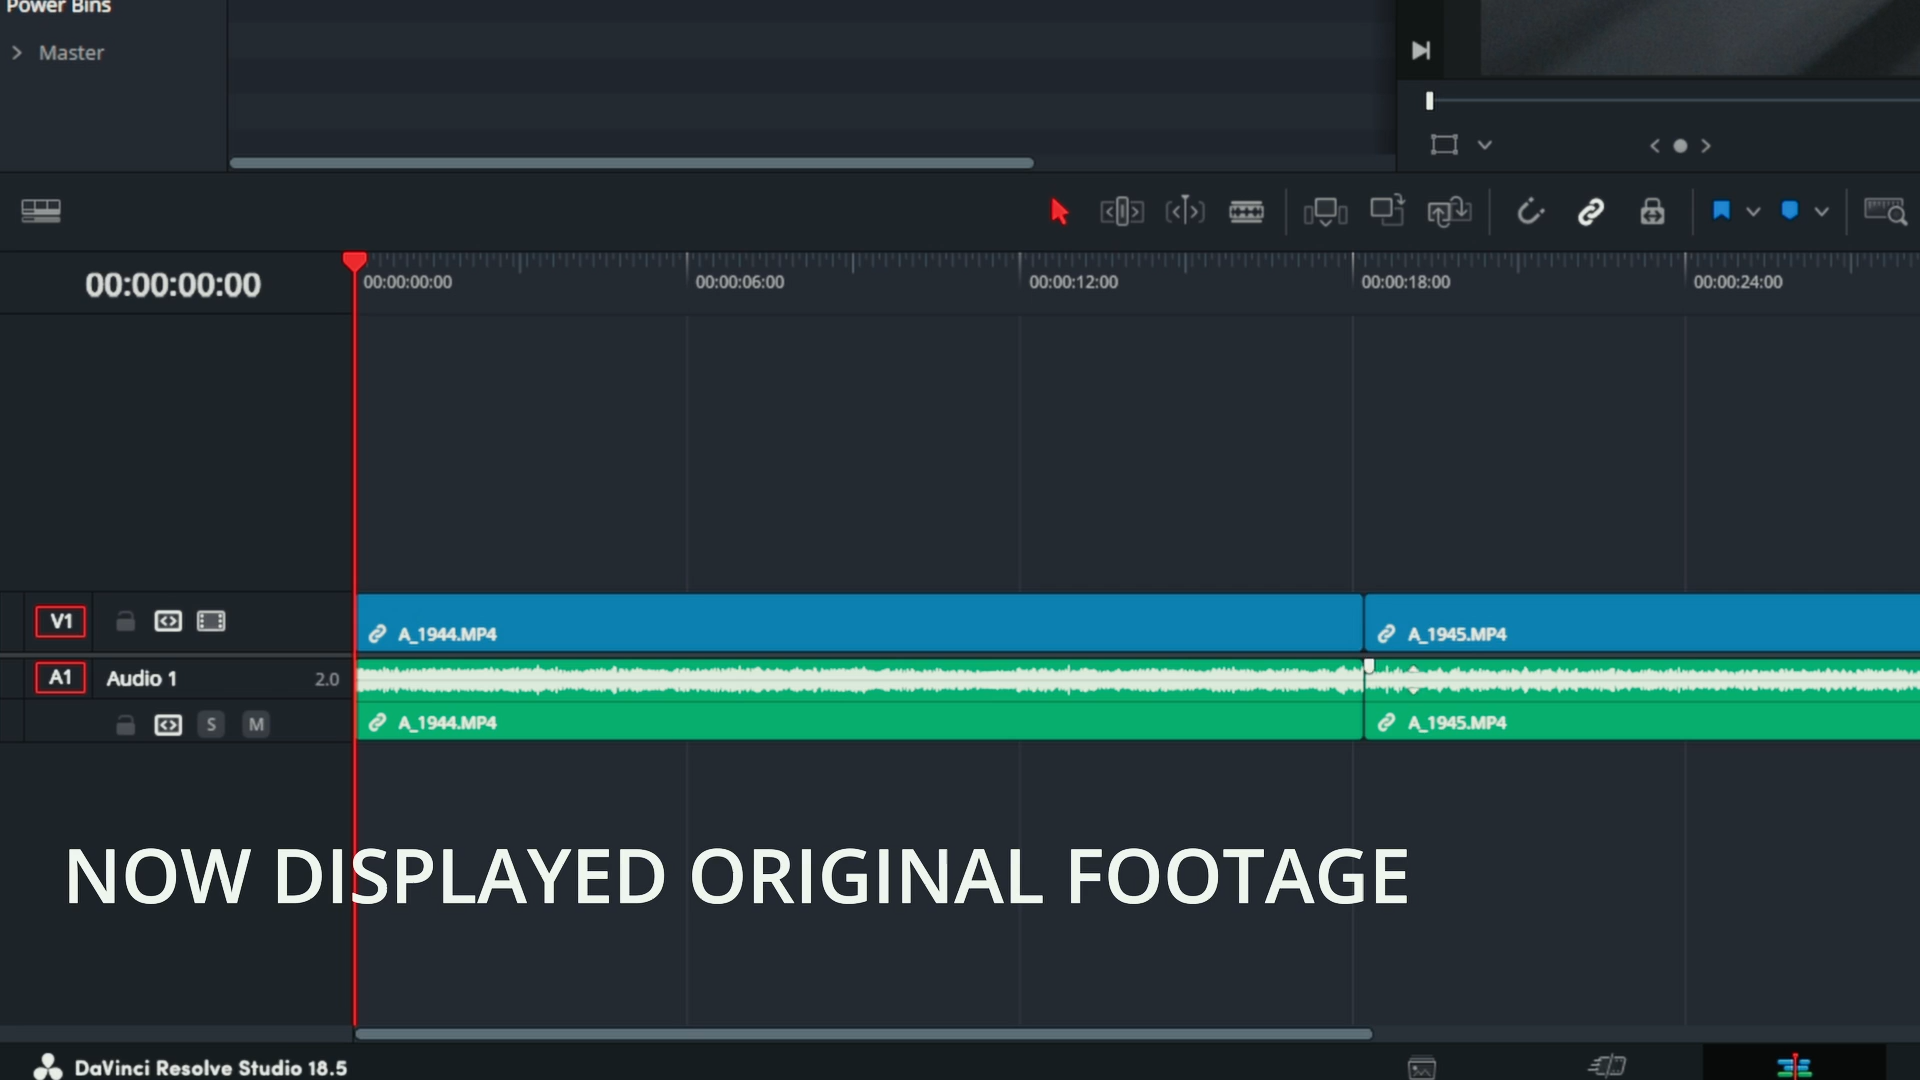 Power Bins
Master
00:00:00:00
00:00:00:00
00:00:06:00
00:00:12:00
00:00:18:00
00:00:24:00
V1
A_1944.MP4
A_1945.MP4
A1
Audio 1
2.0
S
M
A_1944.MP4
A_1945.MP4
NOW DISPLAYED ORIGINAL FOOTAGE
DaVinci Resolve Studio 18.5